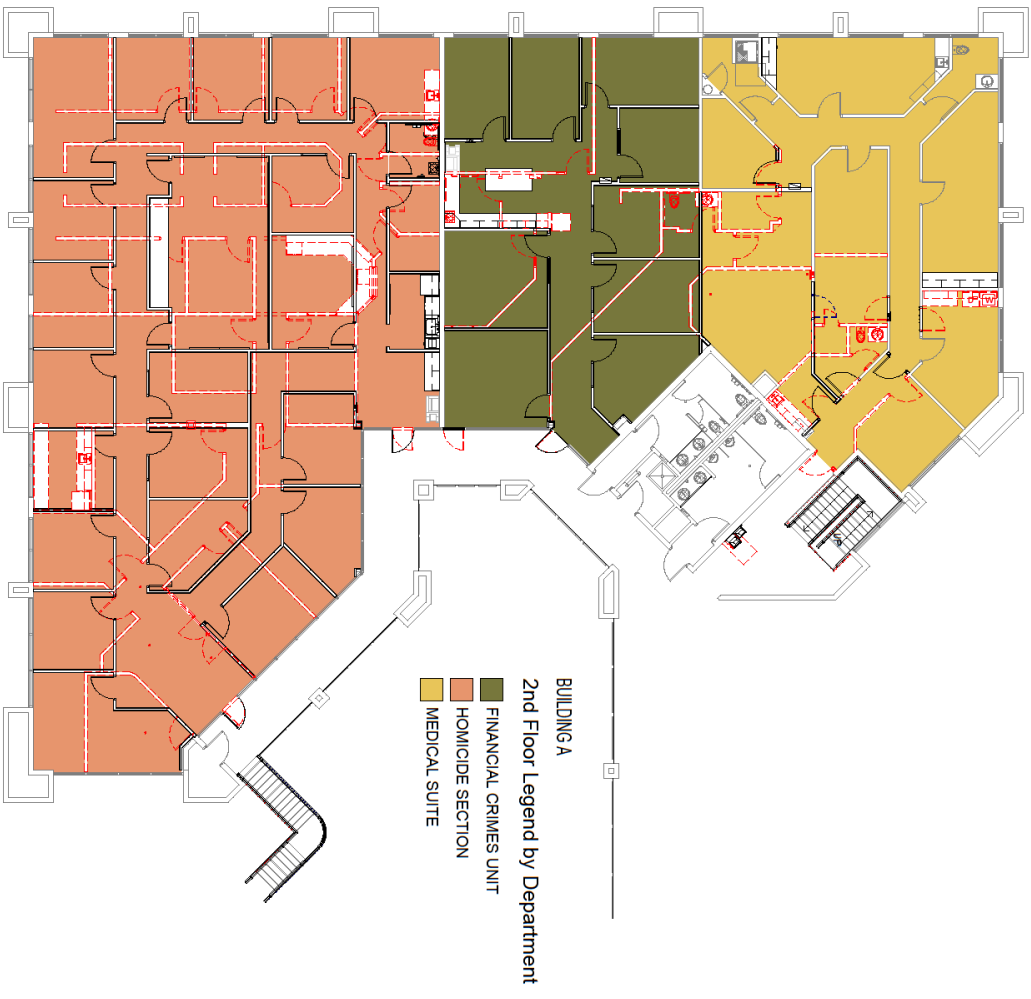 BUILDING A
2nd Floor Legend by Department
FINANCIAL CRIMES UNIT
HOMICIDE SECTION
MEDICAL SUITE